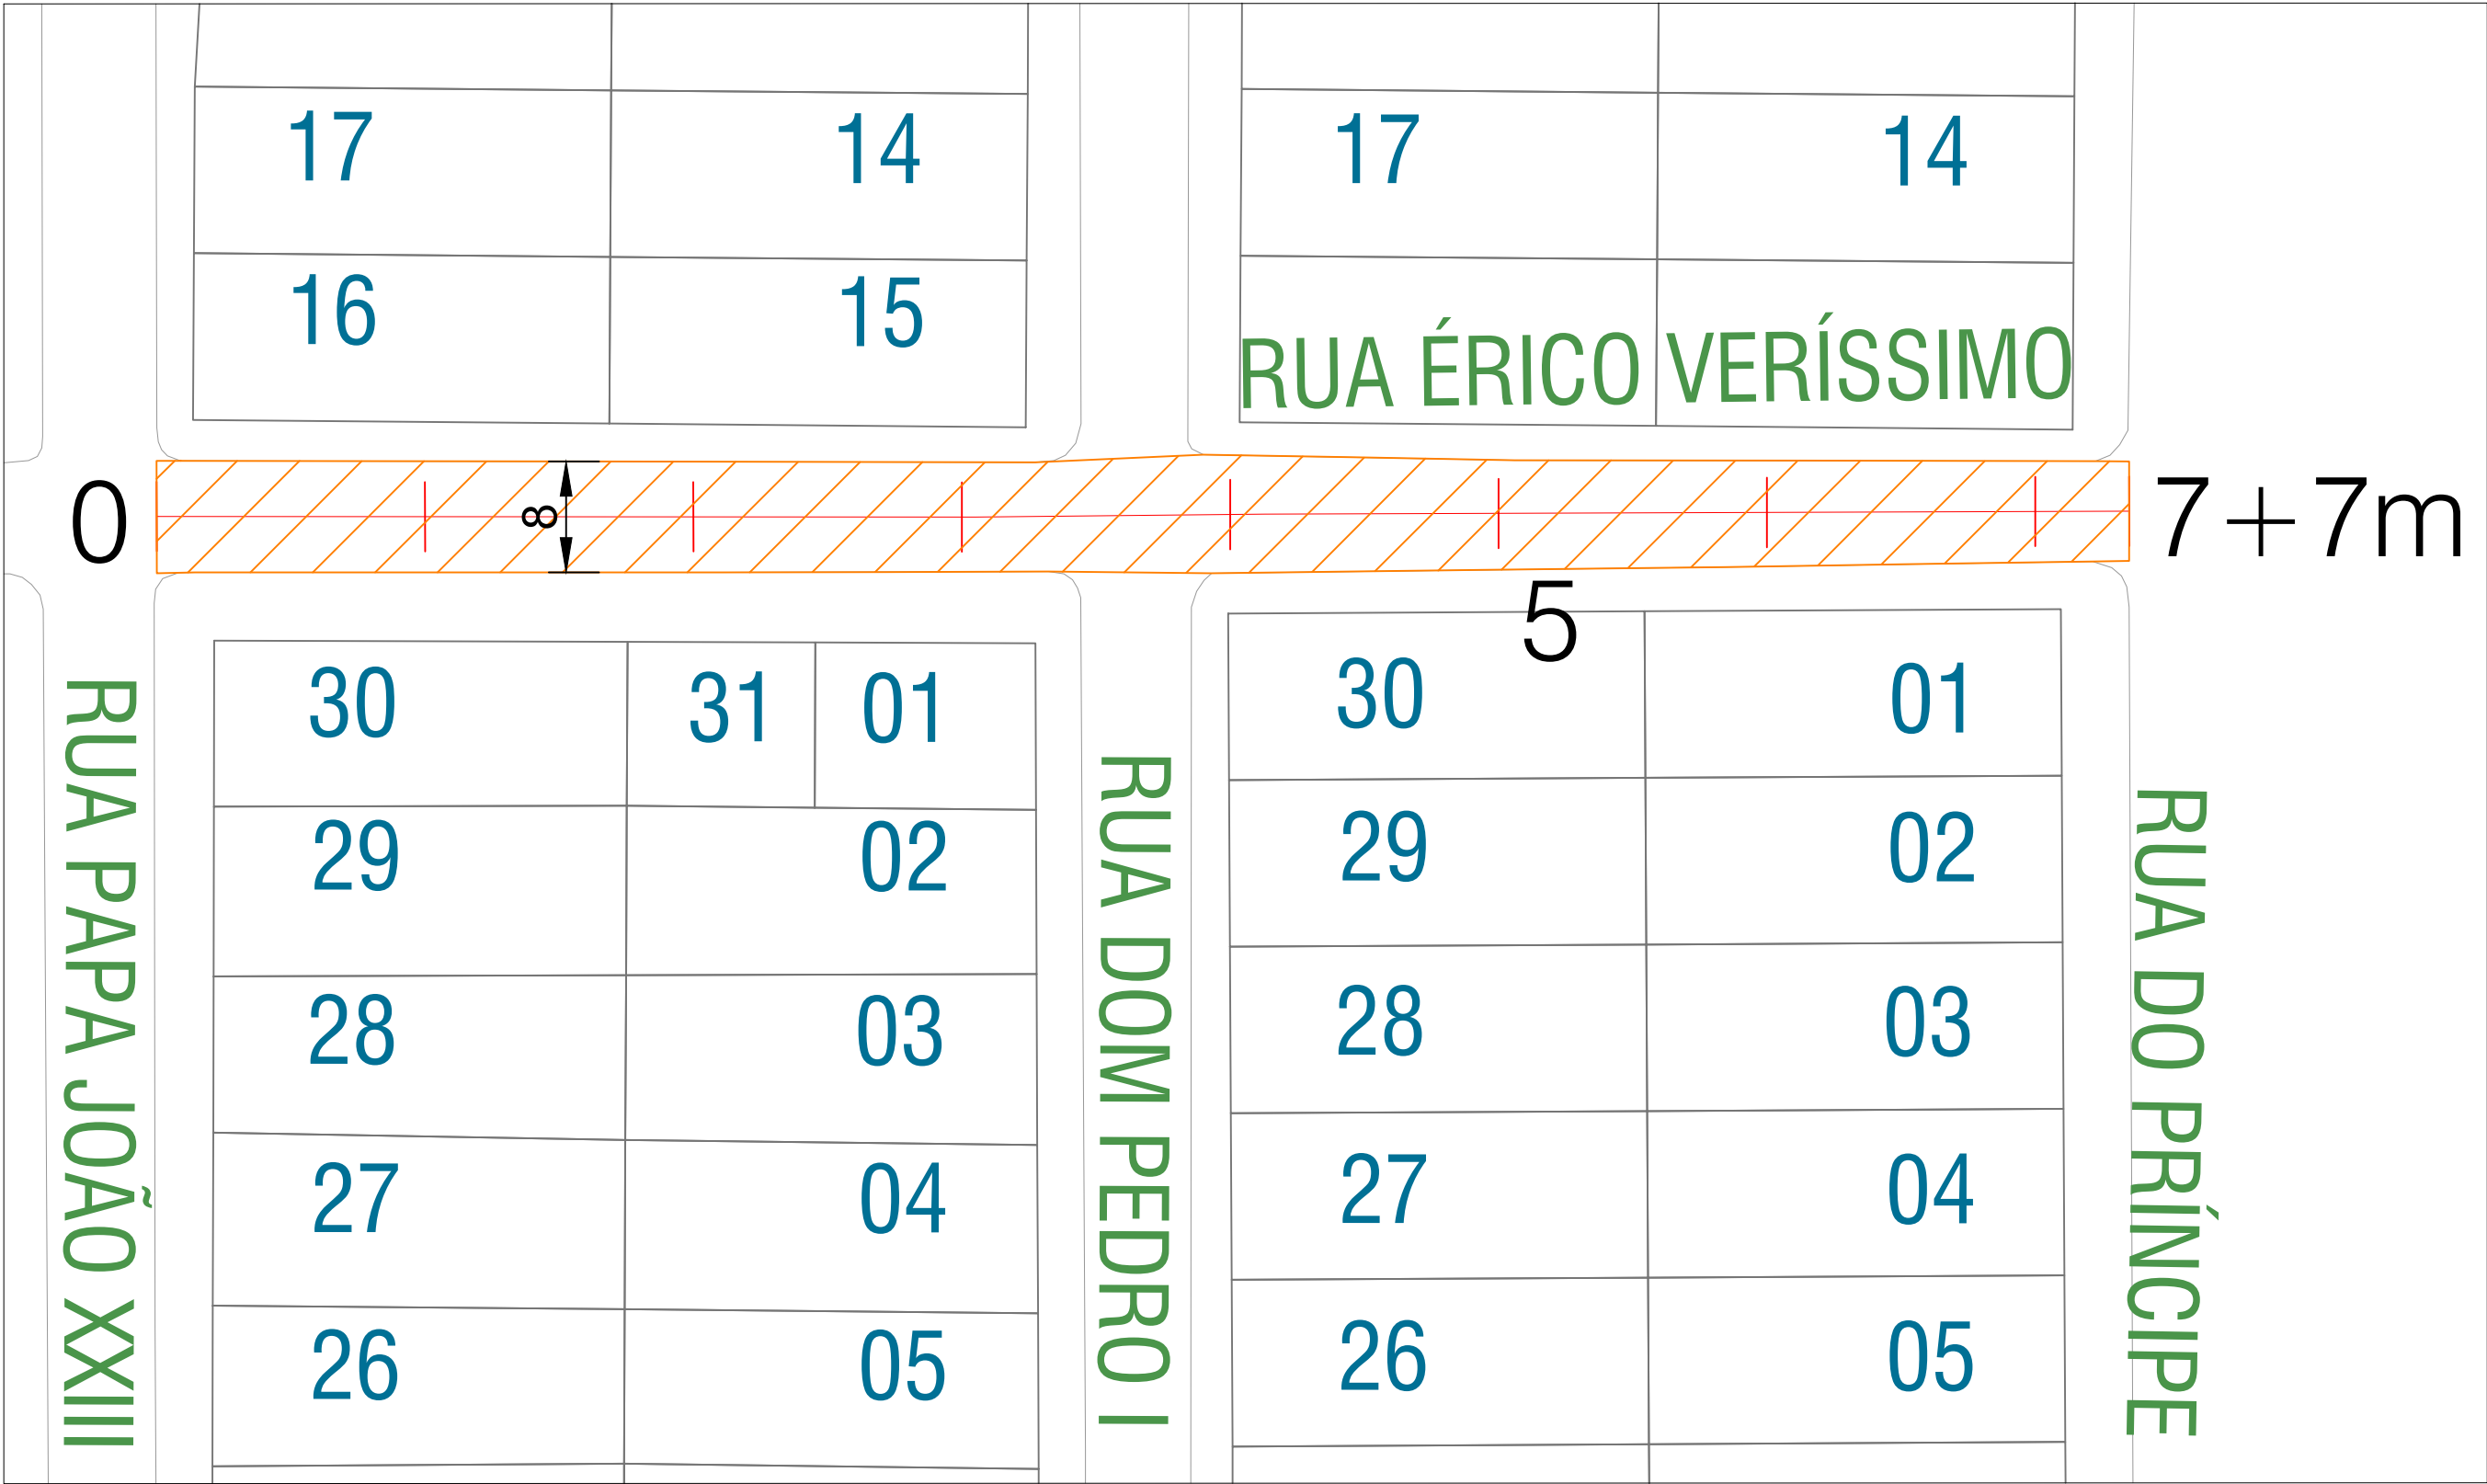 17 14 17 14
16 15
RUA ÉRICO VERÍSSIMO
0
8
7+7m
5
30 31 01 30 01
29 02 29 02
28 03 28 03
27 04 27 04
26 05 26 05
RUA PAPA JOÃO XXIII
RUA DOM PEDRO I
RUA DO PRÍNCIPE